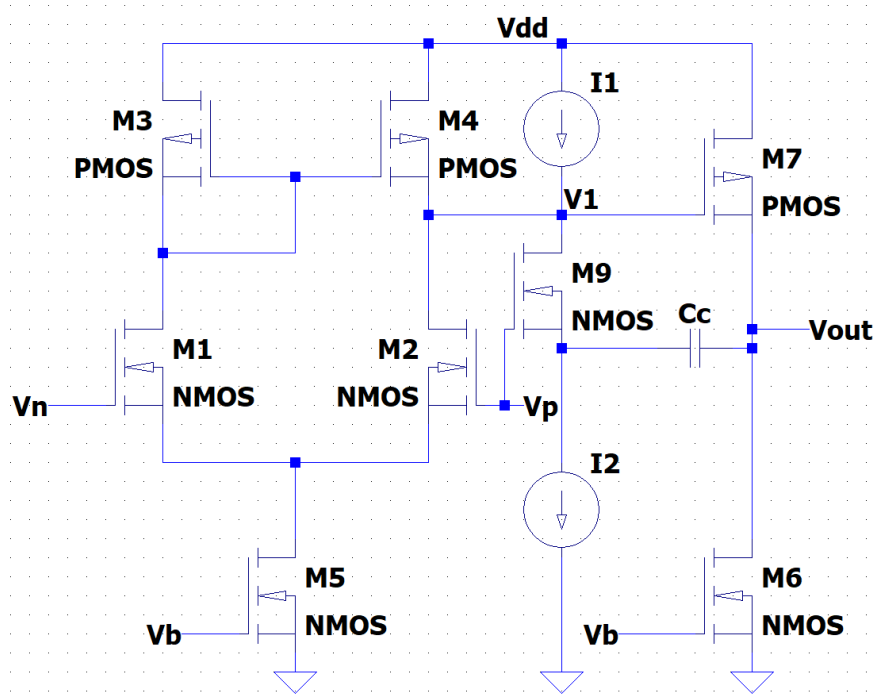 Vdd
I1
M3
M4
M7
PMOS
PMOS
V1
PMOS
M9
NMOS
Cc
Vout
M1
M2
NMOS
NMOS
Vn
Vp
I2
M5
M6
NMOS
NMOS
Vb
Vb